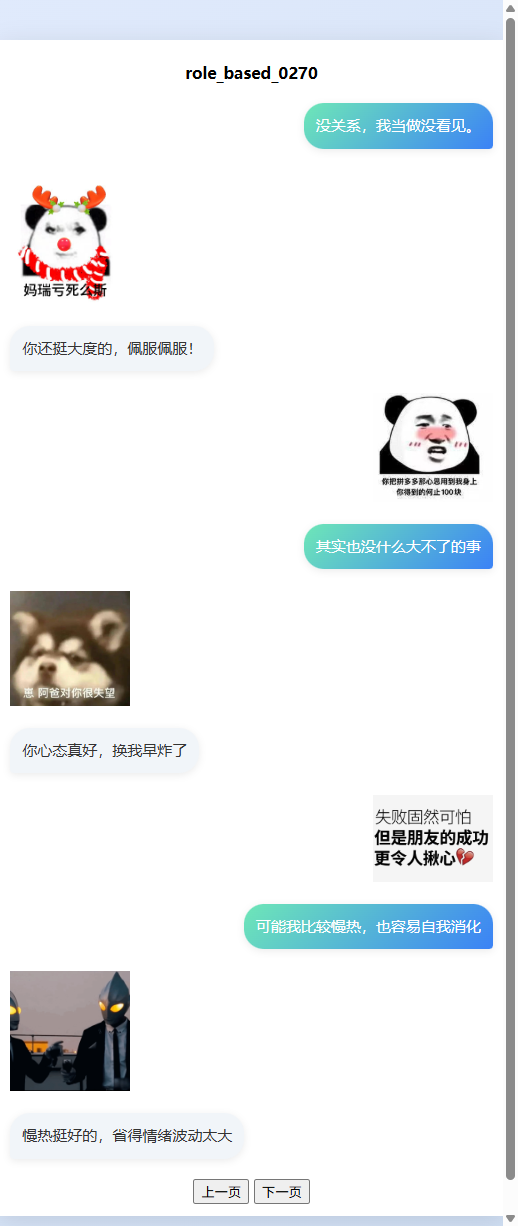 role_based_0270
没关系，我当做没看见。
妈瑞亏死么斯
你还挺大度的，佩服佩服！
你把拼多多那心思用到我身上
你得到的何止100块
其实也没什么大不了的事
崽 阿爸对你很失望
你心态真好，换我早炸了
失败固然可怕
但是朋友的成功
更令人揪心💔
可能我比较慢热，也容易自我消化
慢热挺好的，省得情绪波动太大
上一页 下一页